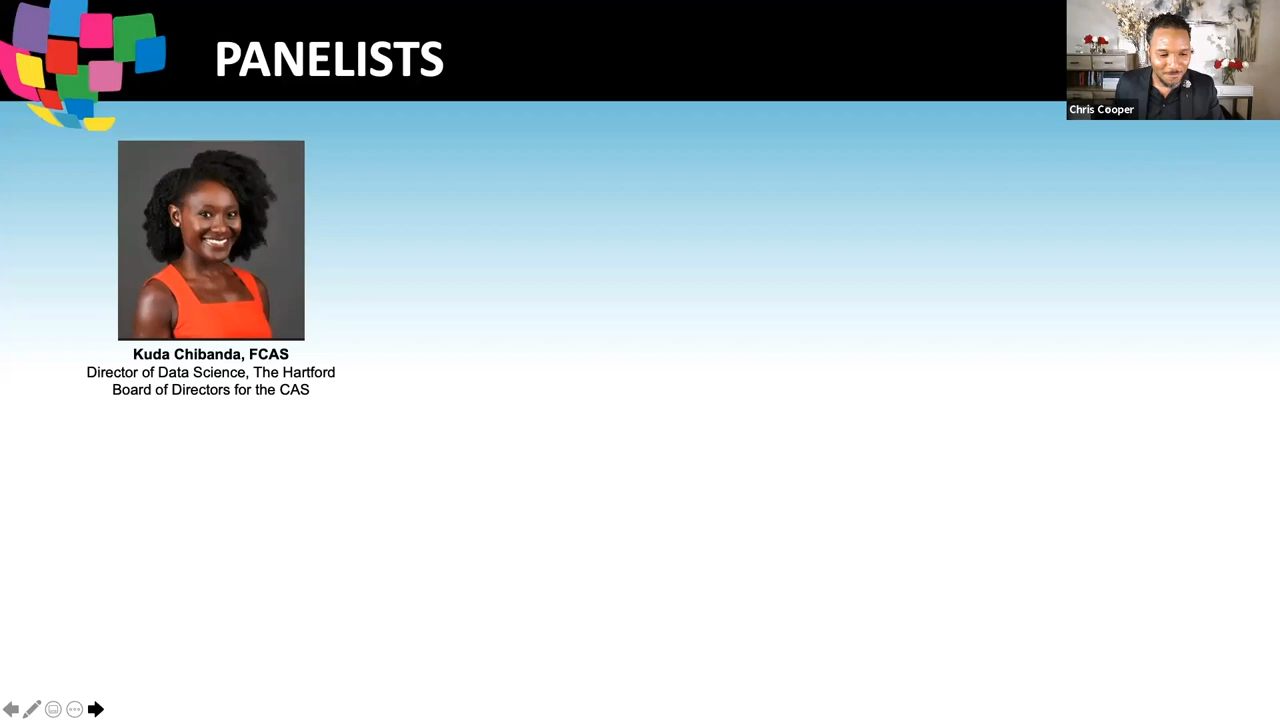 PANELISTS
Chris Cooper
Kuda Chibanda, FCAS
Director of Data Science, The Hartford
Board of Directors for the CAS